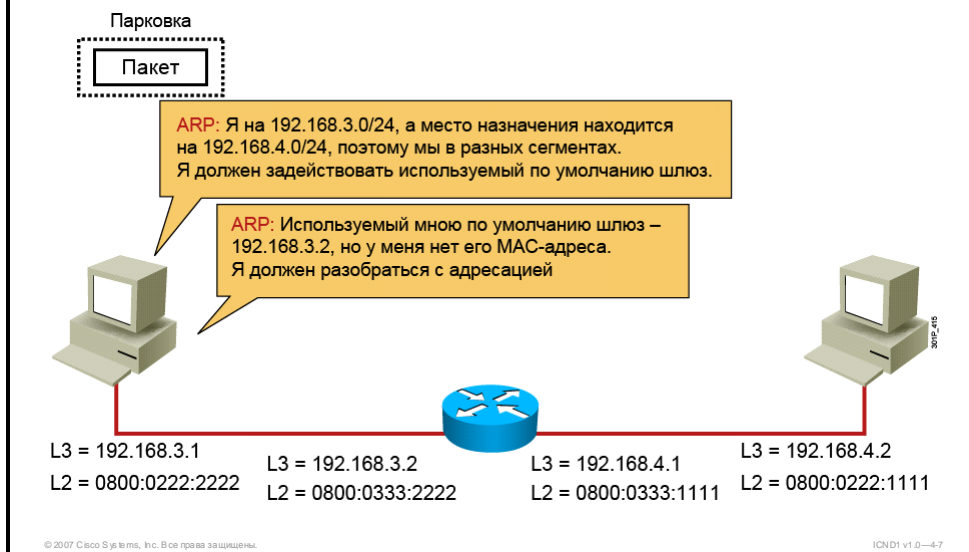 Парковка
Пакет
ARP: Я на 192.168.3.0/24, а место назначения находится
на 192.168.4.0/24, поэтому мы в разных сегментах.
Я должен задействовать используемый по умолчанию шлюз.
ARP: Используемый мною по умолчанию шлюз –
192.168.3.2, но у меня нет его MAC-адреса.
Я должен разобраться с адресацией
301P_415
L3 = 192.168.3.1
L2 = 0800:0222:2222
L3 = 192.168.3.2
L2 = 0800:0333:2222
L3 = 192.168.4.1
L2 = 0800:0333:1111
L3 = 192.168.4.2
L2 = 0800:0222:1111
© 2007 Cisco Systems, Inc. Все права защищены.
ICND1 v1.0—4-7